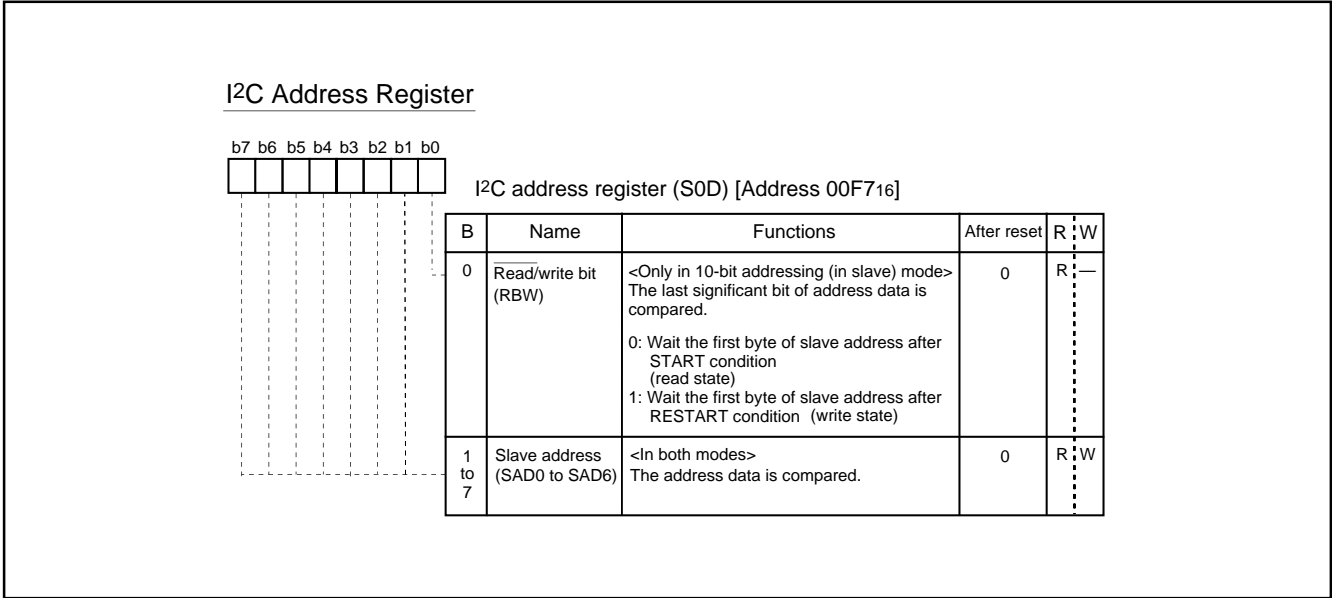 I2C Address Register
b7 b6 b5 b4 b3 b2 b1 b0
I2C address register (S0D) [Address 00F716]
B Name Functions After reset R W
0 Read/write bit (RBW) <Only in 10-bit addressing (in slave) mode> 0 R —
The last significant bit of address data is
compared.
0: Wait the first byte of slave address after
START condition
(read state)
1: Wait the first byte of slave address after
RESTART condition (write state)
1 to 7 Slave address (SAD0 to SAD6) <In both modes> 0 R W
The address data is compared.